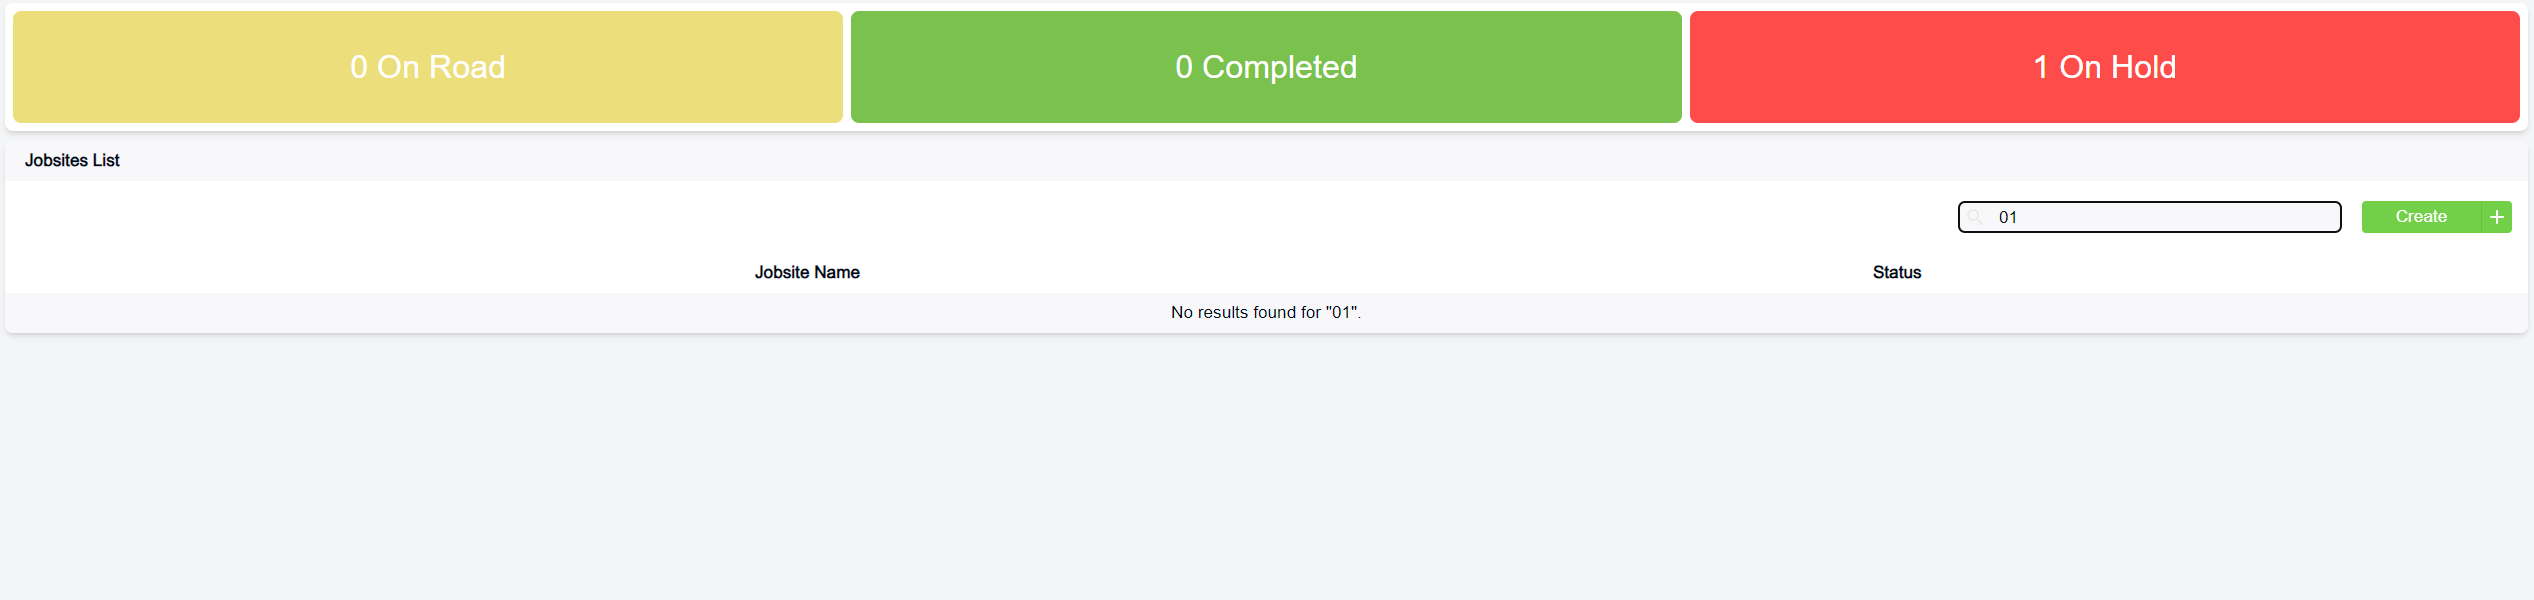 0 On Road
0 Completed
1 On Hold
Jobsites List
01
Create
Jobsite Name
Status
No results found for "01".